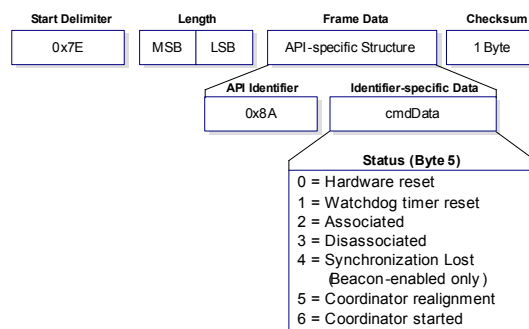 Start Delimiter Length Frame Data Checksum
0x7E MSB LSB API-specific Structure 1 Byte
API Identifier Identifier-specific Data
0x8A cmdData
Status (Byte 5)
0 = Hardware reset
1 = Watchdog timer reset
2 = Associated
3 = Disassociated
4 = Synchronization Lost
(Beacon-enabled only)
5 = Coordinator realignment
6 = Coordinator started